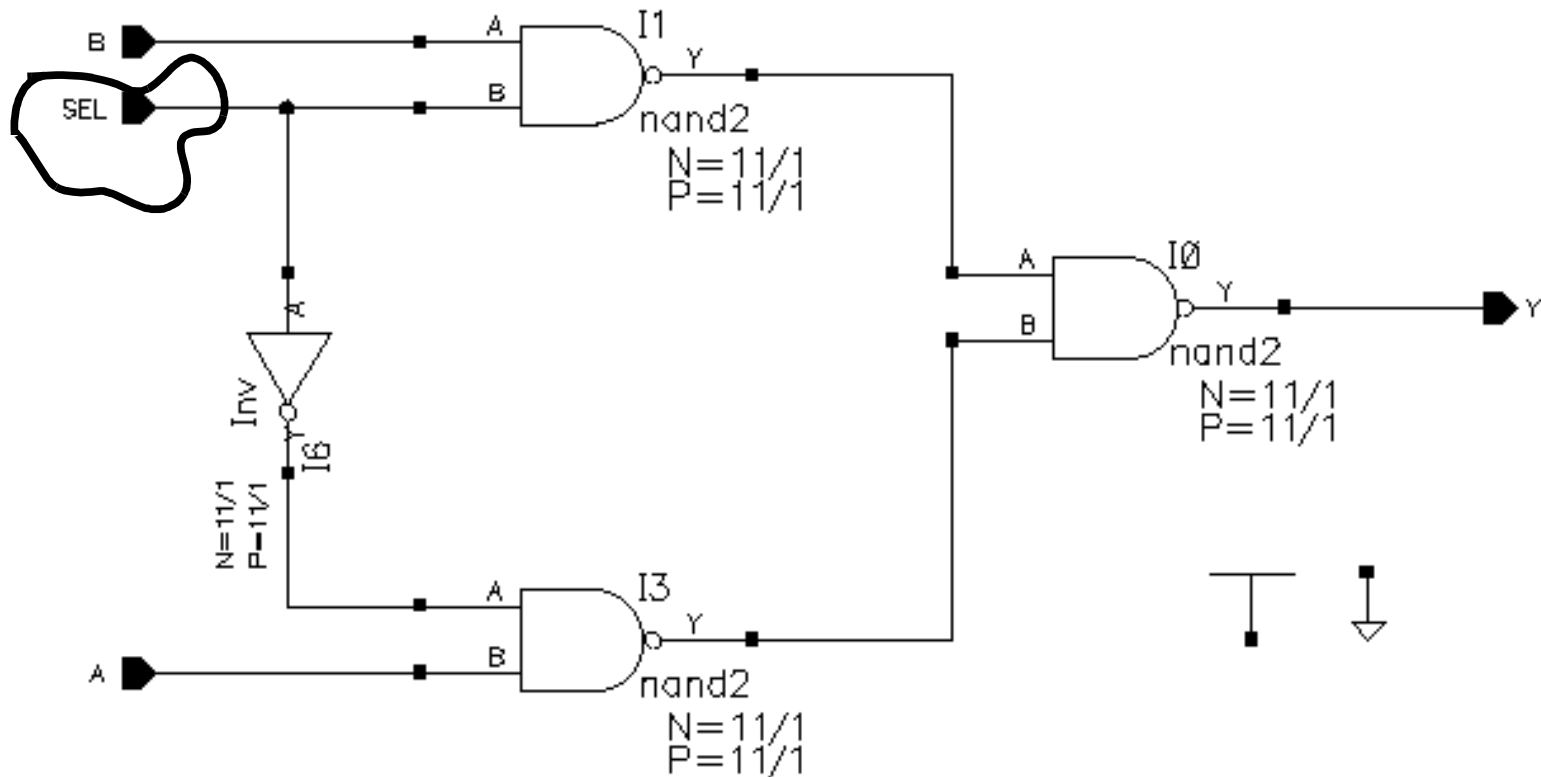 B
A
I1
Y
SEL
B
nand2
N=11/1
P=11/1
A
I0
Y
Y
B
nand2
N=11/1
P=11/1
A
Inv
Y
I6
N=11/1
P=11/1
A
I3
Y
A
B
nand2
N=11/1
P=11/1